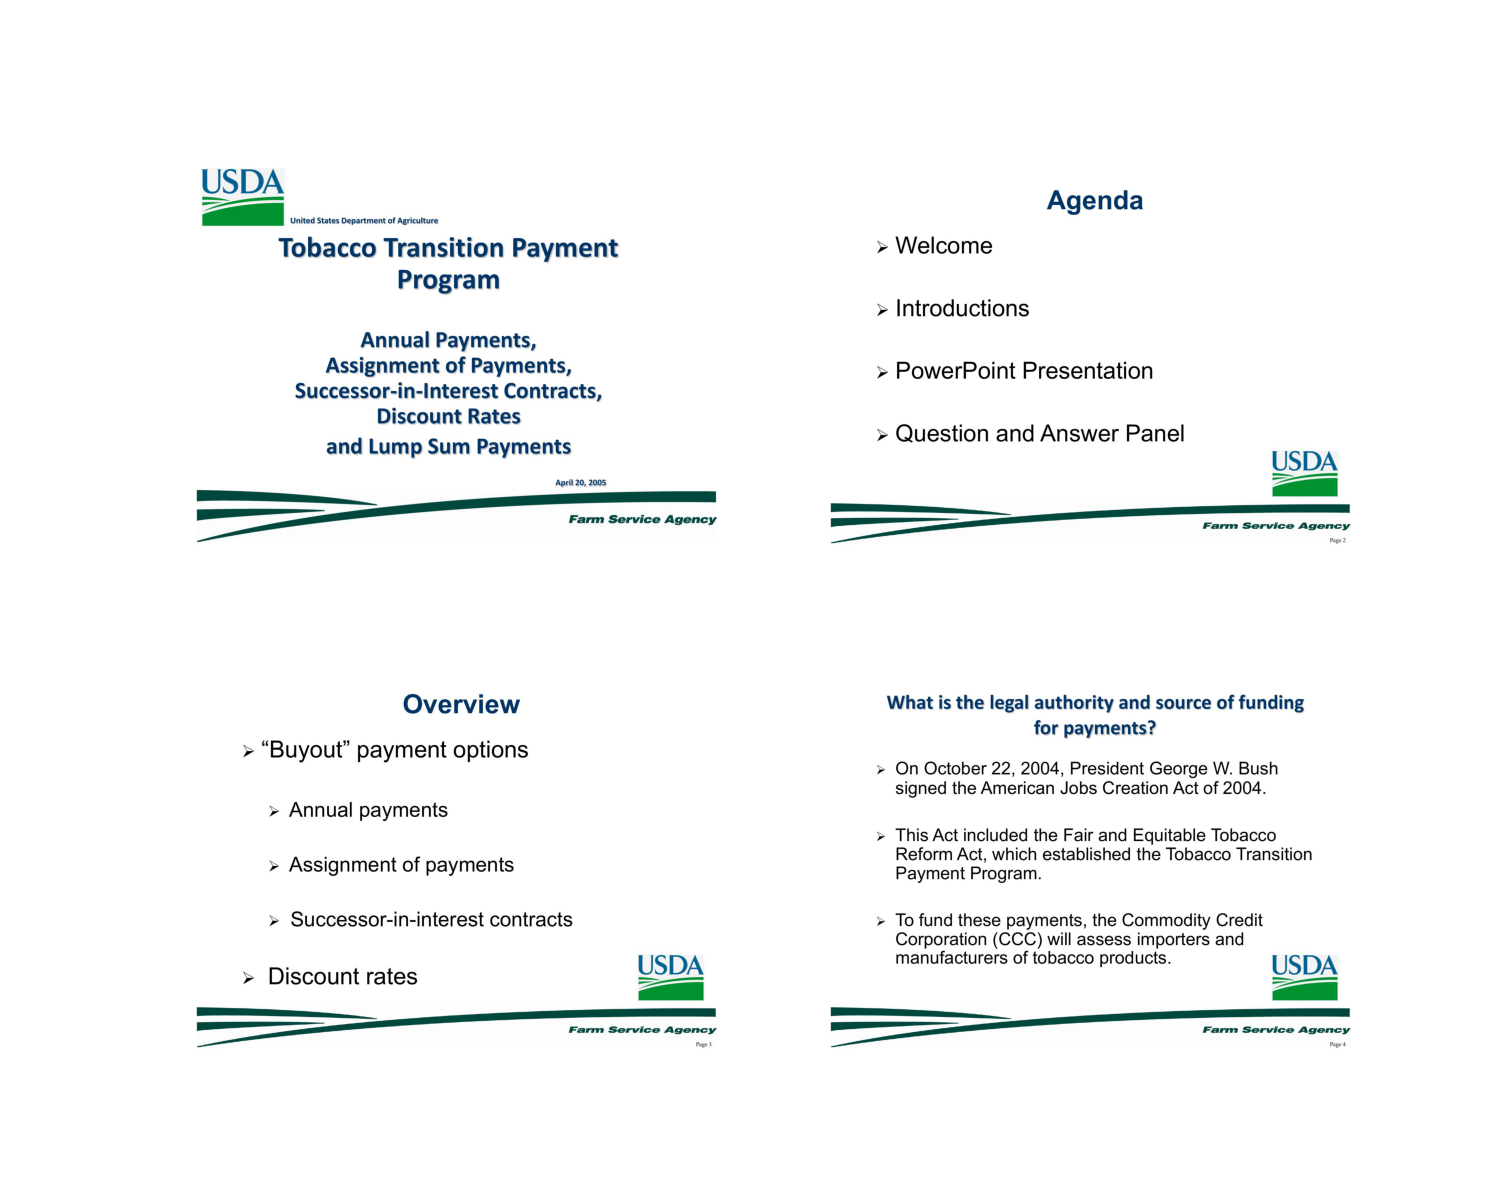 USDA
United States Department of Agriculture
Tobacco Transition Payment
Program
Annual Payments,
Assignment of Payments,
Successor-in-Interest Contracts,
Discount Rates
and Lump Sum Payments
April 20, 2005
Farm Service Agency
Agenda
➢ Welcome
➢ Introductions
➢ PowerPoint Presentation
➢ Question and Answer Panel
USDA
Farm Service Agency
Page 2
Overview
➢ “Buyout” payment options
➢ Annual payments
➢ Assignment of payments
➢ Successor-in-interest contracts
➢ Discount rates
USDA
Farm Service Agency
Page 3
What is the legal authority and source of funding
for payments?
➢ On October 22, 2004, President George W. Bush
signed the American Jobs Creation Act of 2004.
➢ This Act included the Fair and Equitable Tobacco
Reform Act, which established the Tobacco Transition
Payment Program.
➢ To fund these payments, the Commodity Credit
Corporation (CCC) will assess importers and
manufacturers of tobacco products.
USDA
Farm Service Agency
Page 4